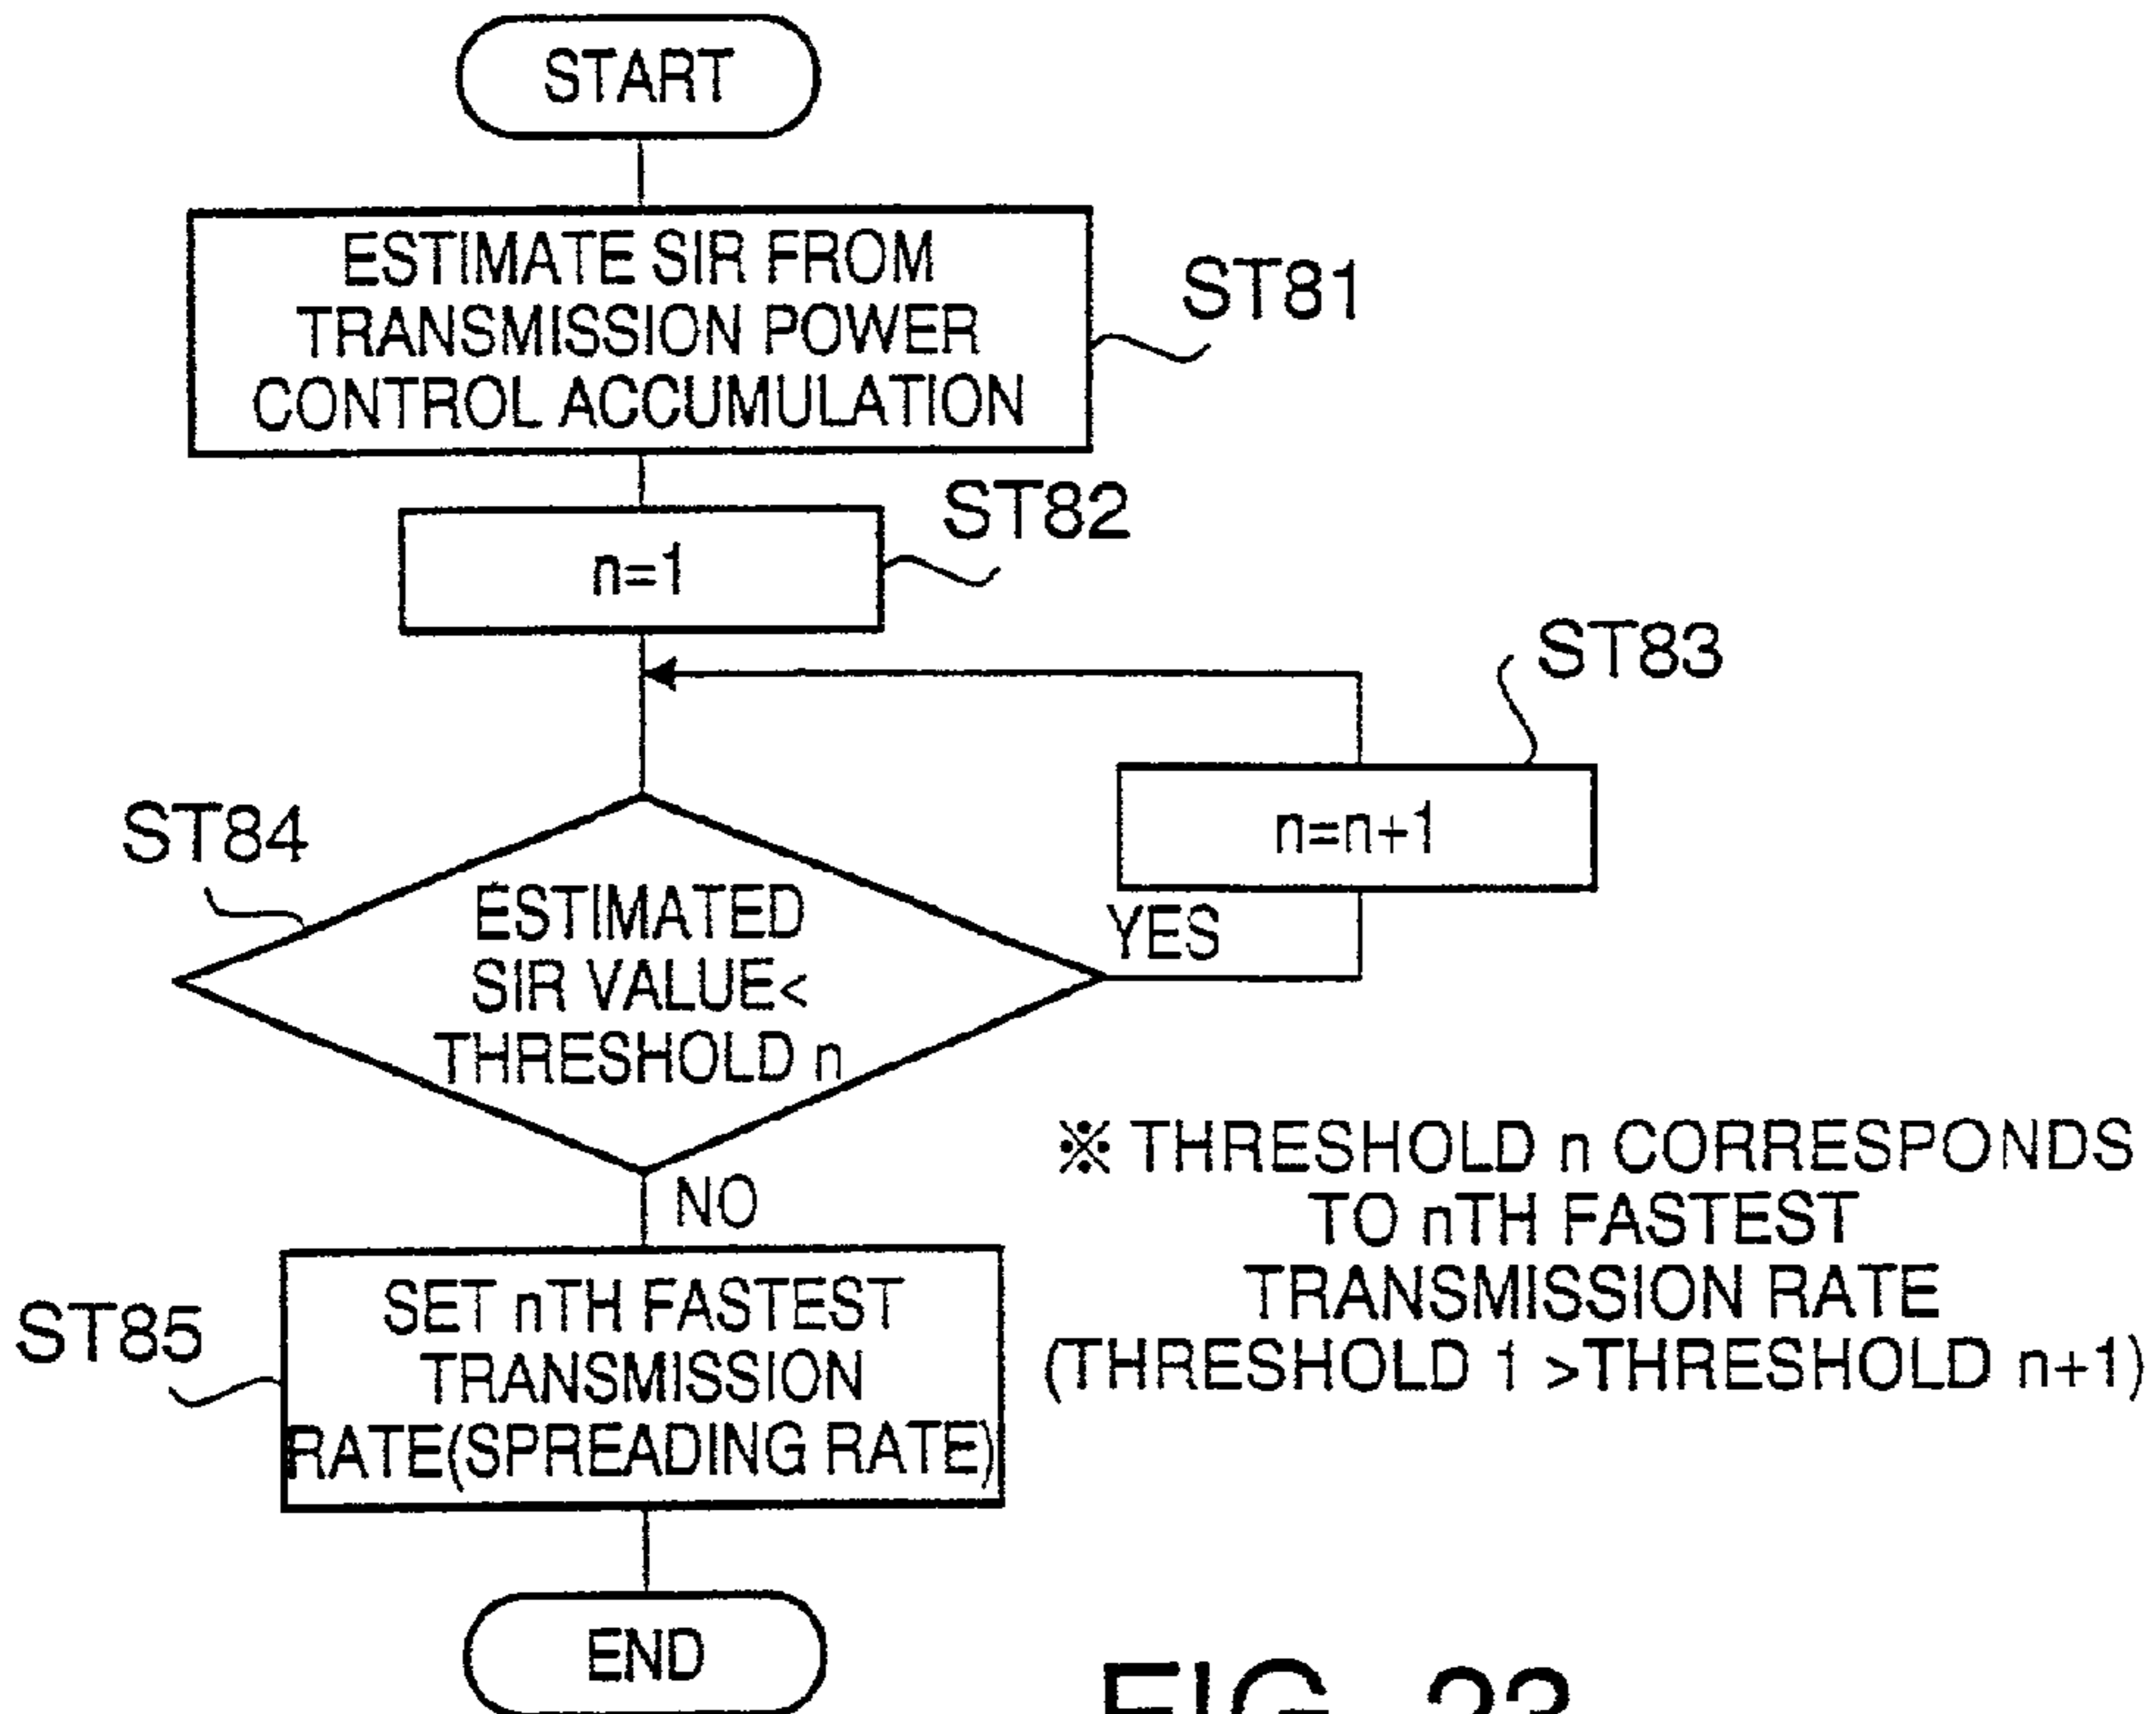 START
ESTIMATE SIR FROM
TRANSMISSION POWER
CONTROL ACCUMULATION
ST81
n=1
ST82
ST83
n=n+1
ST84
ESTIMATED
SIR VALUE<
THRESHOLD n
YES
NO
※ THRESHOLD n CORRESPONDS
TO nTH FASTEST
TRANSMISSION RATE
(THRESHOLD 1 >THRESHOLD n+1)
ST85
SET nTH FASTEST
TRANSMISSION
RATE(SPREADING RATE)
END
FIG. 23